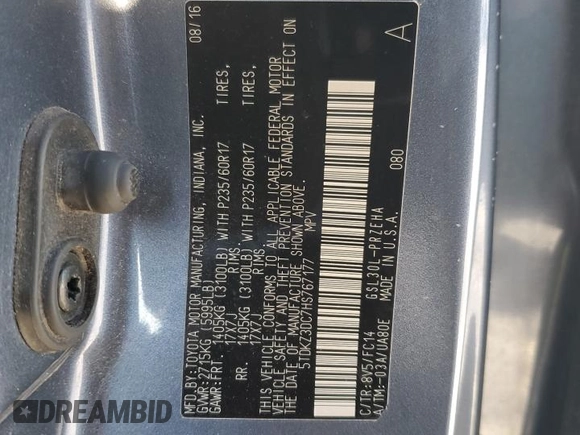 MFD.BY:TOYOTA MOTOR MANUFACTURING, INDIANA, INC. 08/16
GVWR:2715KG (5995LB)
GAWR:FRT. 1405KG (3100LB) WITH P235/60R17 TIRES,
17X7J RIMS,
RR. 1405KG (3100LB) WITH P235/60R17 TIRES,
17X7J RIMS,
THIS VEHICLE CONFORMS TO ALL APPLICABLE FEDERAL MOTOR
VEHICLE SAFETY AND THEFT PREVENTION STANDARDS IN EFFECT ON
THE DATE OF MANUFACTURE SHOWN ABOVE.
5TDKZ3DC7HS767177 MPV
C/TR:8V5/FC14 GSL30L-PRZEHA 080 A
A/TM:-03A/UA80E MADE IN U.S.A.
DREAMBID